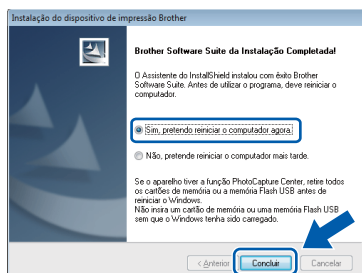 Instalação do dispositivo de impressão Brother
Brother Software Suite da Instalação Completada!
O Assistente do InstallShield instalou com êxito Brother
Software Suite. Antes de utilizar o programa, deve reiniciar o
computador.
Sim, pretendo reiniciar o computador agora.
Não, pretende reiniciar o computador mais tarde.
Se o aparelho tiver a função PhotoCapture Center, retire todos
os cartões de memória ou a memória Flash USB antes de
reiniciar o Windows.
Não insira um cartão de memória ou uma memória Flash USB
sem que o Windows tenha sido carregado.
< Anterior Concluir Cancelar